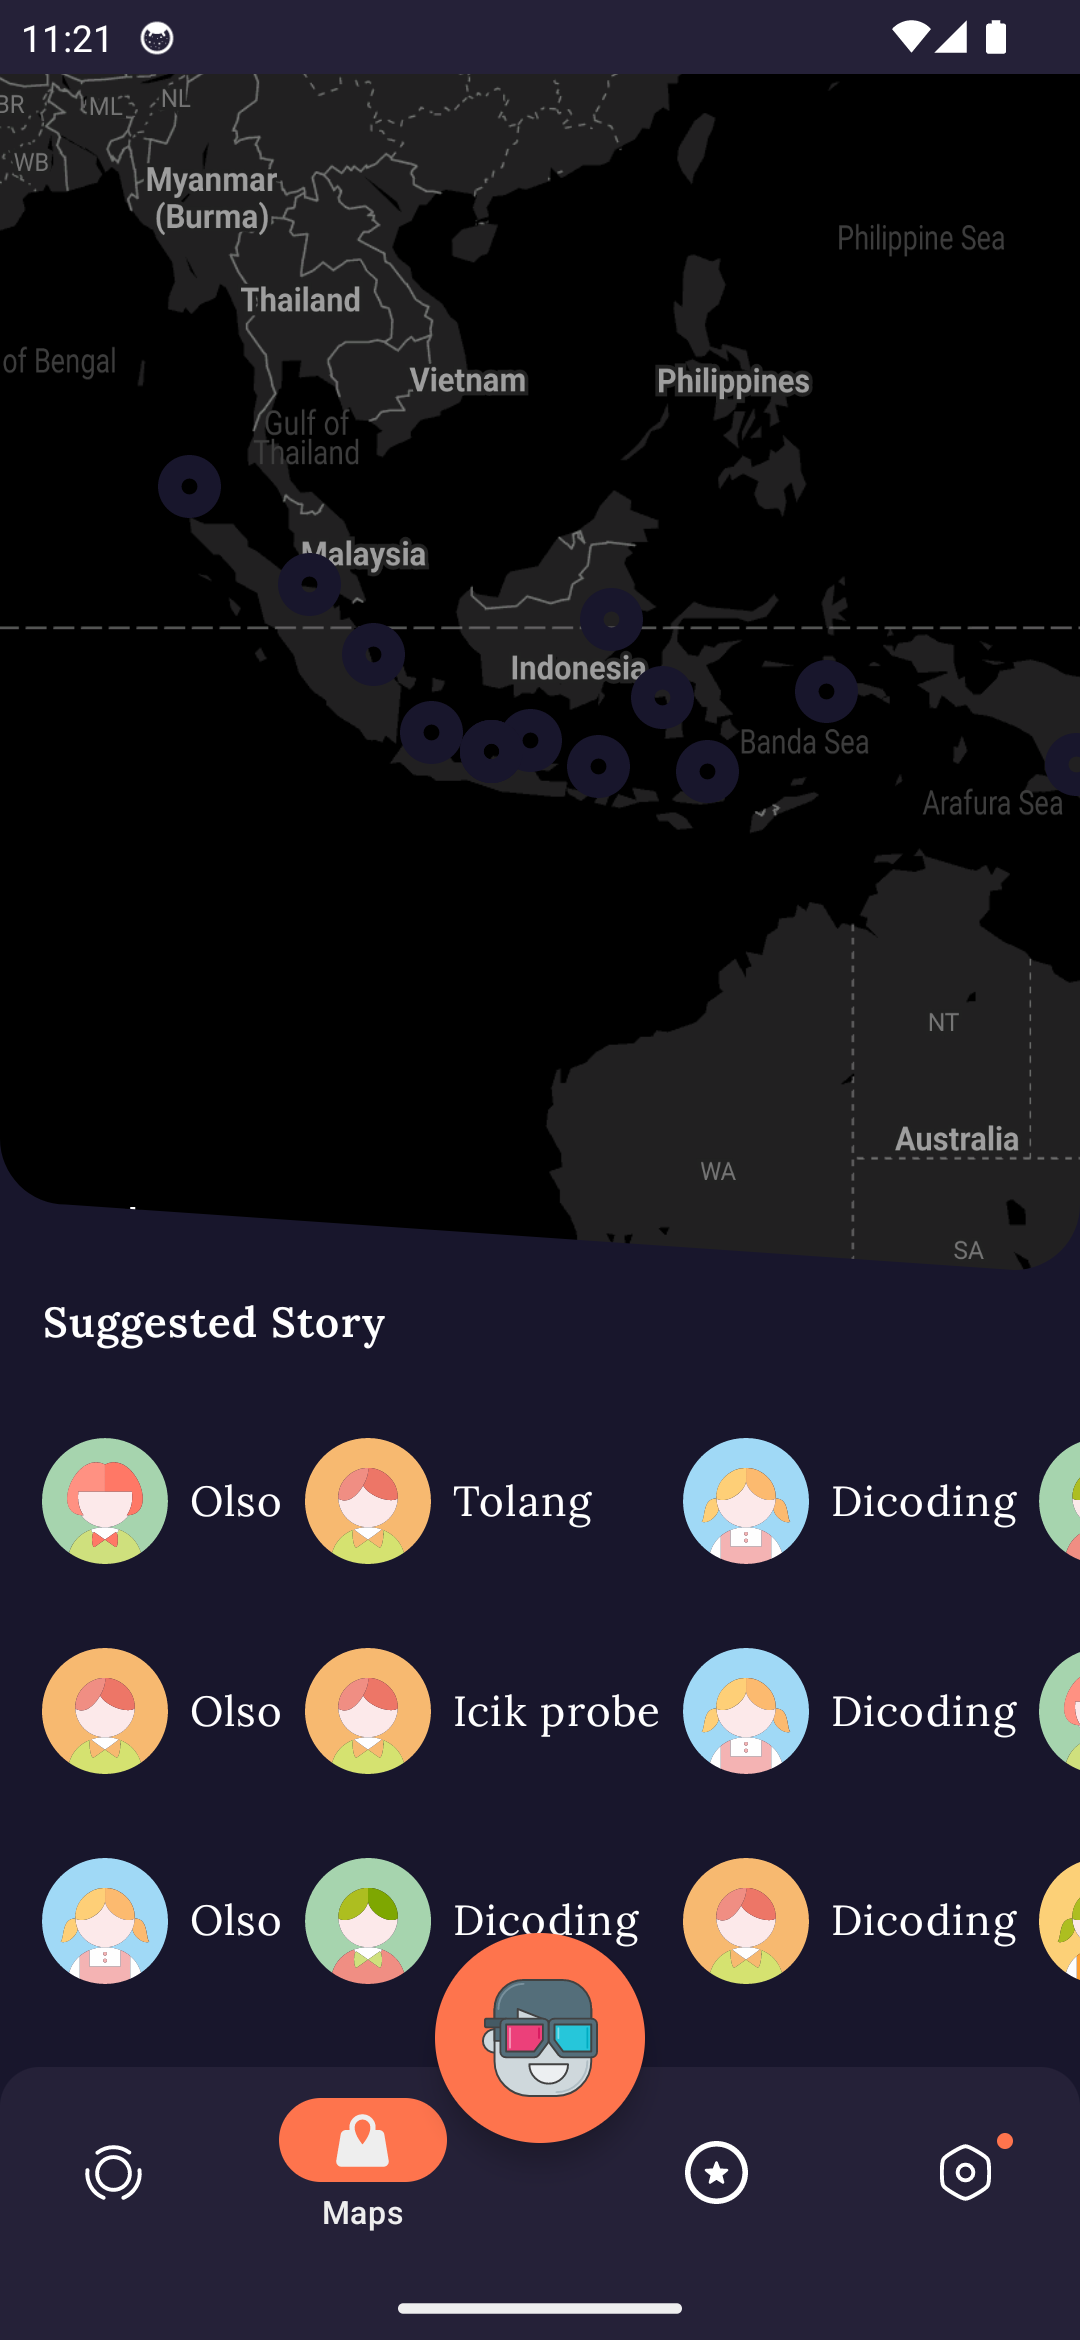 11:21
BR
ML
NL
WB
Myanmar
(Burma)
Philippine Sea
Thailand
of Bengal
Vietnam
Philippines
Gulf of
Thailand
Malaysia
Indonesia
Banda Sea
Arafura Sea
NT
Australia
WA
SA
Suggested Story
Olso
Tolang
Dicoding
Olso
Icik probe
Dicoding
Olso
Dicoding
Dicoding
Maps